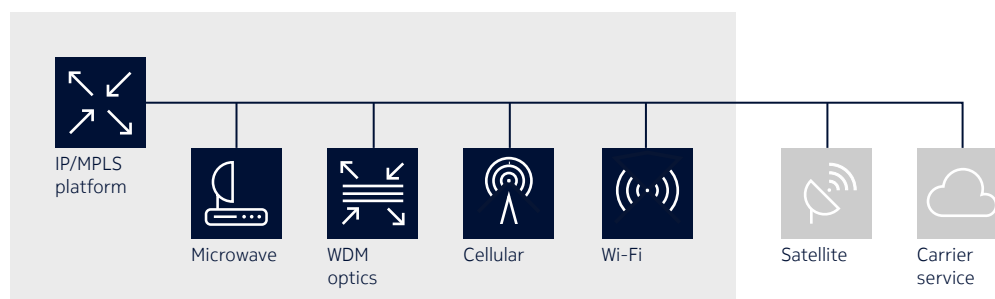 IP/MPLS
platform
Microwave
WDM
optics
Cellular
Wi-Fi
Satellite
Carrier
service